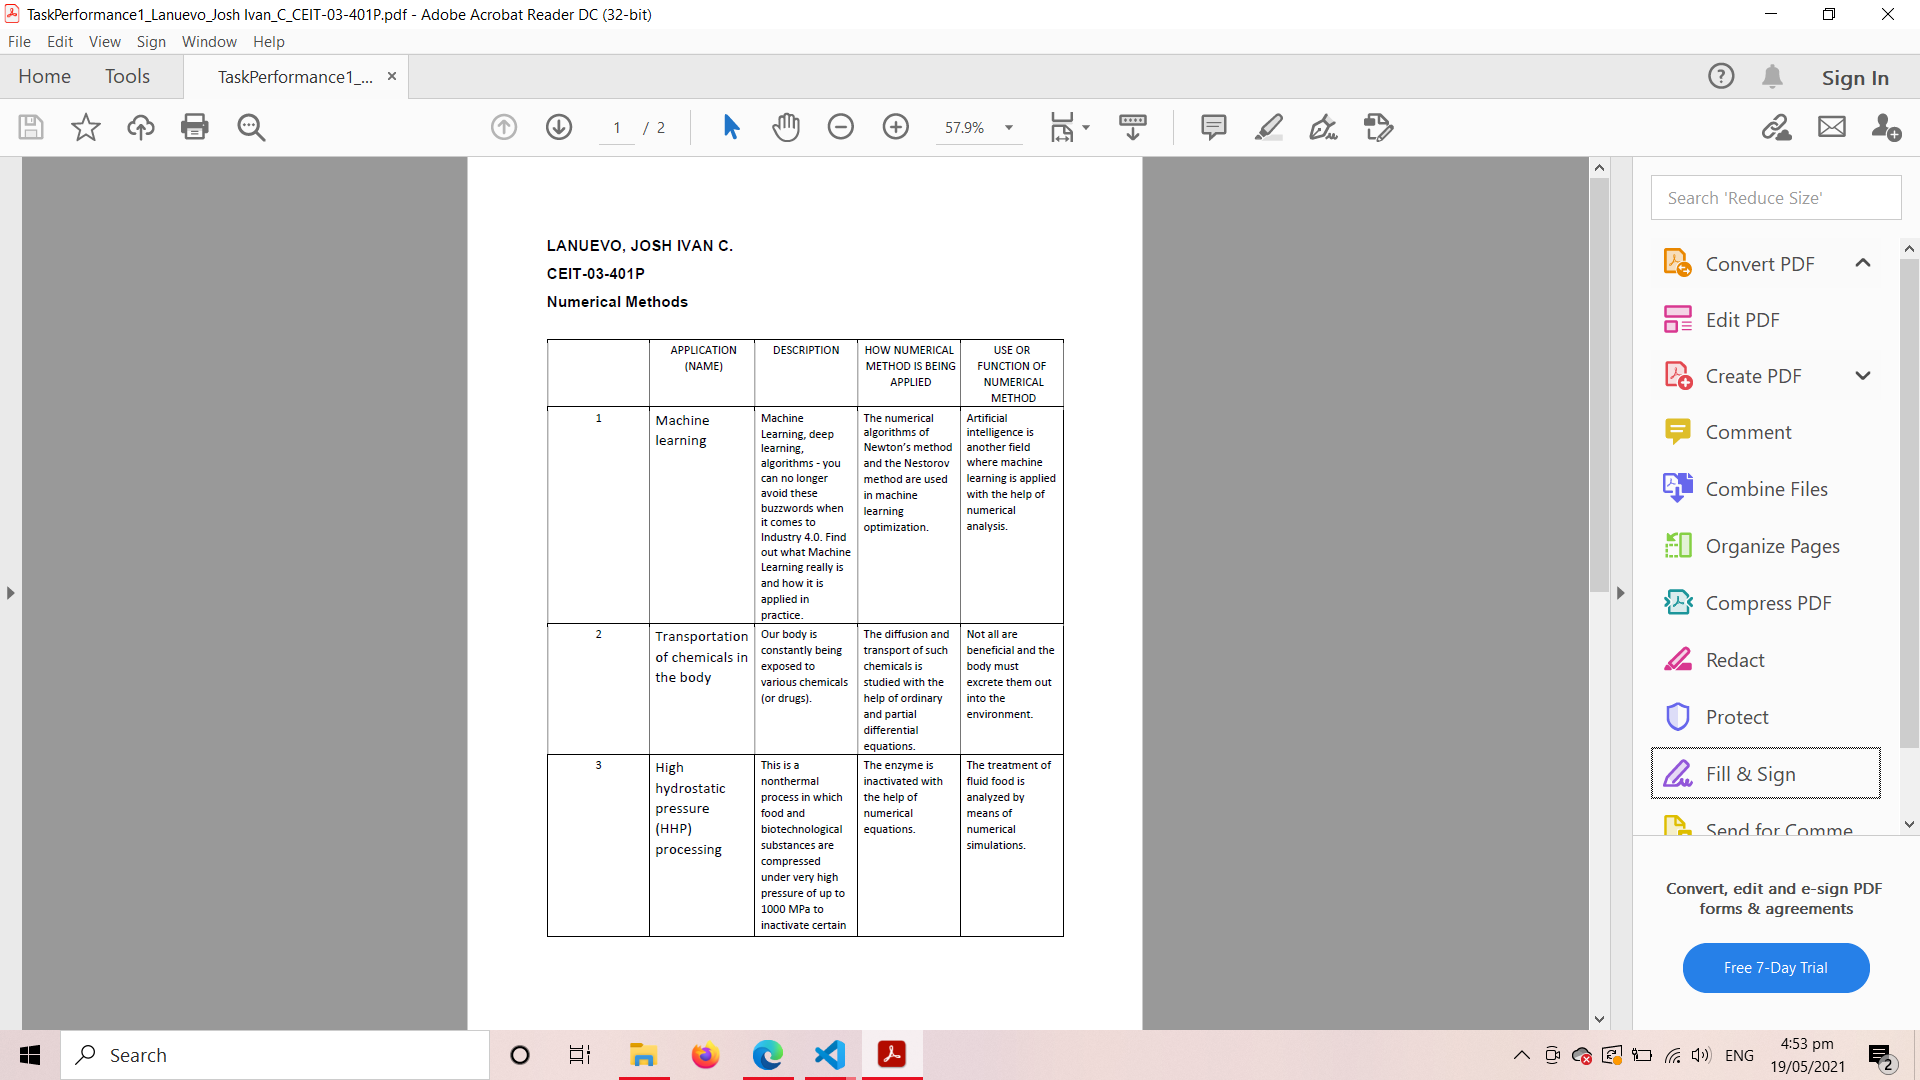 TaskPerformance1_Lanuevo_Josh Ivan_C_CEIT-03-401P.pdf - Adobe Acrobat Reader DC (32-bit)
File Edit View Sign Window Help
Home Tools TaskPerformance1_... × Sign In
1 / 2 57.9%
LANUEVO, JOSH IVAN C.
CEIT-03-401P
Numerical Methods
APPLICATION
(NAME)
DESCRIPTION
HOW NUMERICAL
METHOD IS BEING
APPLIED
USE OR
FUNCTION OF
NUMERICAL
METHOD
1
Machine
learning
Machine
Learning, deep
learning,
algorithms - you
can no longer
avoid these
buzzwords when
it comes to
Industry 4.0. Find
out what Machine
Learning really is
and how it is
applied in
practice.
The numerical
algorithms of
Newton's method
and the Nestorov
method are used
in machine
learning
optimization.
Artificial
intelligence is
another field
where machine
learning is applied
with the help of
numerical
analysis.
2
Transportation
of chemicals in
the body
Our body is
constantly being
exposed to
various chemicals
(or drugs).
The diffusion and
transport of such
chemicals is
studied with the
help of ordinary
and partial
differential
equations.
Not all are
beneficial and the
body must
excrete them out
into the
environment.
3
High
hydrostatic
pressure
(HHP)
processing
This is a
nonthermal
process in which
food and
biotechnological
substances are
compressed
under very high
pressure of up to
1000 MPa to
inactivate certain
The enzyme is
inactivated with
the help of
numerical
equations.
The treatment of
fluid food is
analyzed by
means of
numerical
simulations.
Search 'Reduce Size'
Convert PDF
Edit PDF
Create PDF
Comment
Combine Files
Organize Pages
Compress PDF
Redact
Protect
Fill & Sign
Send for Comme
Convert, edit and e-sign PDF
forms & agreements
Free 7-Day Trial
Search
ENG
4:53 pm
19/05/2021
2